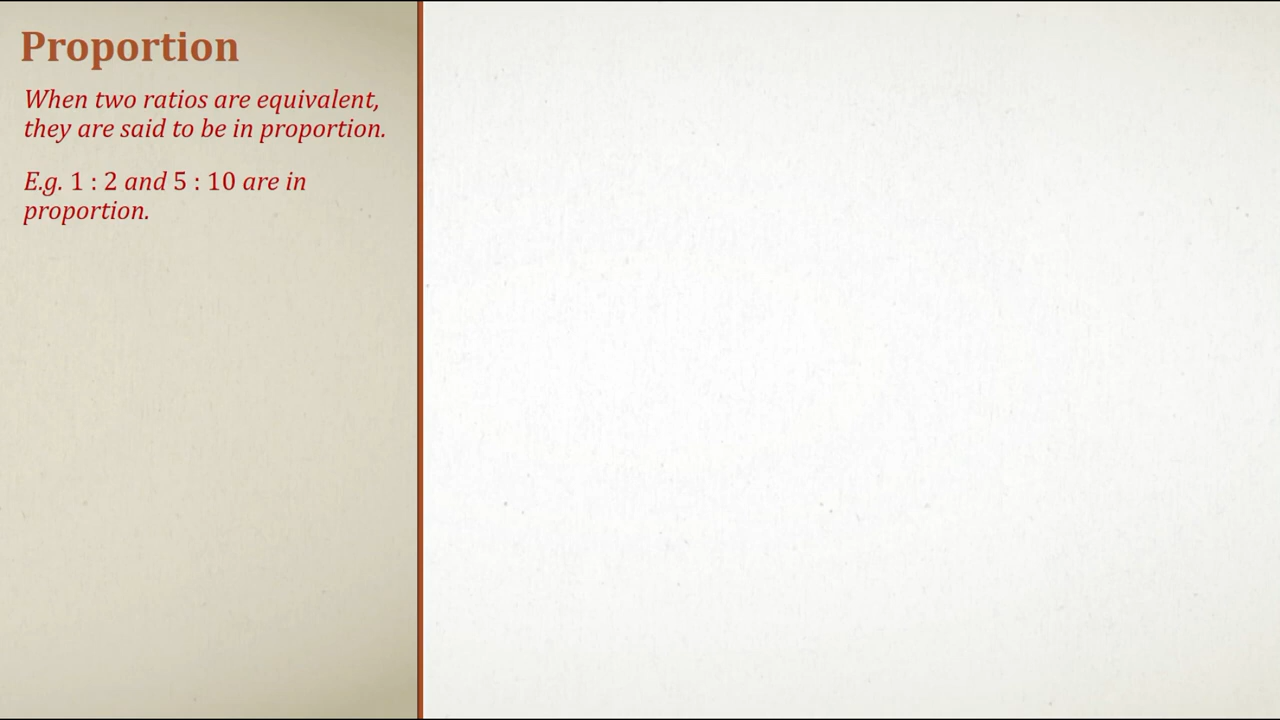 Proportion
When two ratios are equivalent,
they are said to be in proportion.
E.g. 1 : 2 and 5 : 10 are in
proportion.